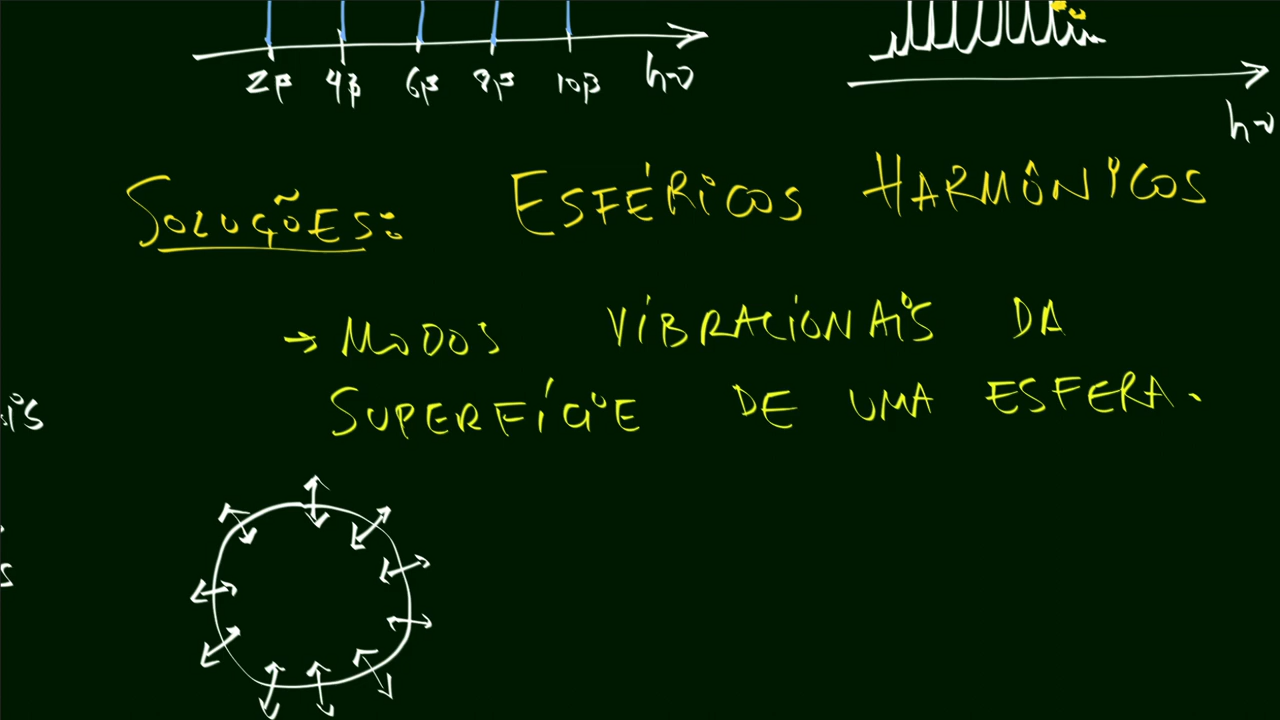 2β 4β 6β 8β 10β hν
hν
SOLUÇÕES: ESFÉRICOS HARMÔNICOS
→ MODOS VIBRACIONAIS DA
SUPERFÍCIE DE UMA ESFERA.